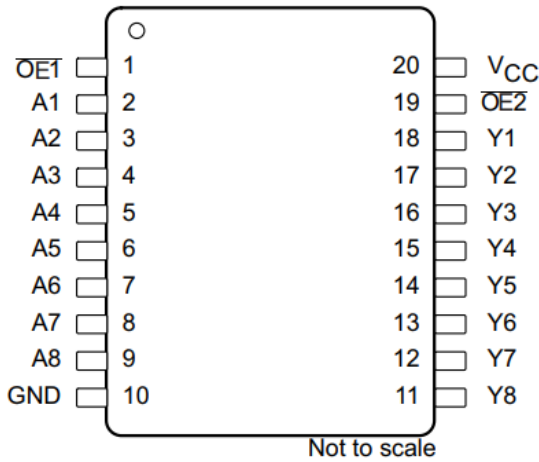 OE1 1 20 VCC
A1 2 19 OE2
A2 3 18 Y1
A3 4 17 Y2
A4 5 16 Y3
A5 6 15 Y4
A6 7 14 Y5
A7 8 13 Y6
A8 9 12 Y7
GND 10 11 Y8
Not to scale